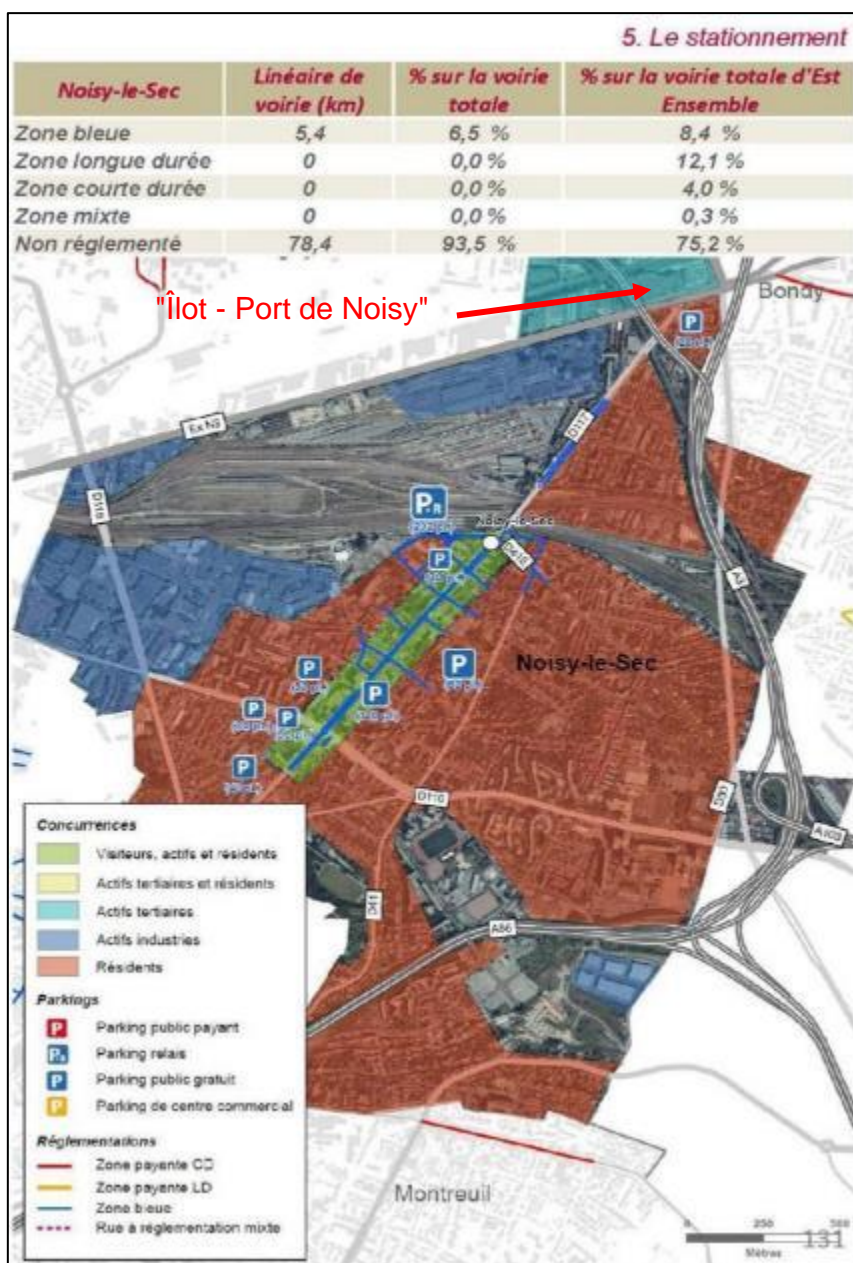 5. Le stationnement
Noisy-le-Sec Linéaire de voirie (km) % sur la voirie totale % sur la voirie totale d'Est Ensemble
Zone bleue 5,4 6,5 % 8,4 %
Zone longue durée 0 0,0 % 12,1 %
Zone courte durée 0 0,0 % 4,0 %
Zone mixte 0 0,0 % 0,3 %
Non réglementé 78,4 93,5 % 75,2 %
"Îlot - Port de Noisy"
Bondy
P
Ex N3
D117
D116
P.R
Noisy-le-Sec
P
A3
P
P
Noisy-le-Sec
P
P
P
P
D116
A103
D41
A86
Concurrences
Visiteurs, actifs et résidents
Actifs tertiaires et résidents
Actifs tertiaires
Actifs industries
Résidents
Parkings
P Parking public payant
P.R Parking relais
P Parking public gratuit
P Parking de centre commercial
Réglementations
Zone payante CD
Zone payante LD
Zone bleue
Rue à réglementation mixte
Montreuil
0 250 500
Mètres
131